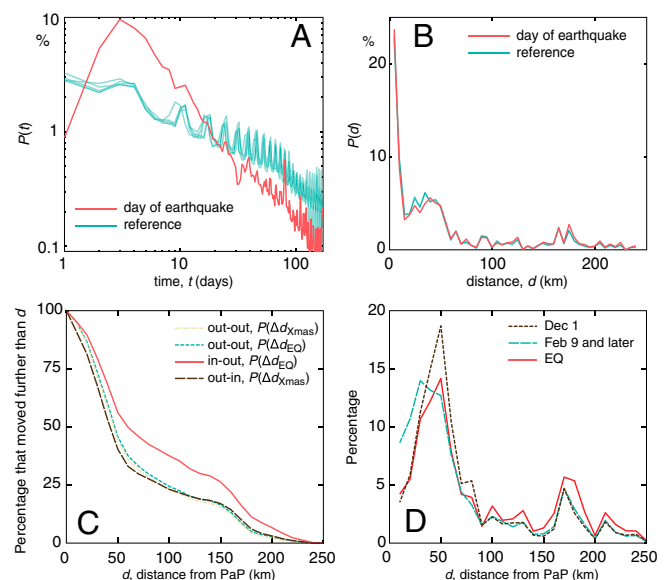 10
%
A
P(t)
1
day of earthquake
reference
0.1
1
10
100
time, t (days)
%
B
day of earthquake
reference
20
P(d)
10
0
0
100
200
distance, d (km)
100
out-out, P(ΔdXmas)
out-out, P(ΔdEQ)
in-out, P(ΔdEQ)
out-in, P(ΔdXmas)
75
50
25
0
Percentage that moved further than d
C
0
50
100
150
200
250
d, distance from PaP (km)
20
Dec 1
Feb 9 and later
EQ
15
Percentage
10
5
0
D
0
50
100
150
200
250
d, distance from PaP (km)